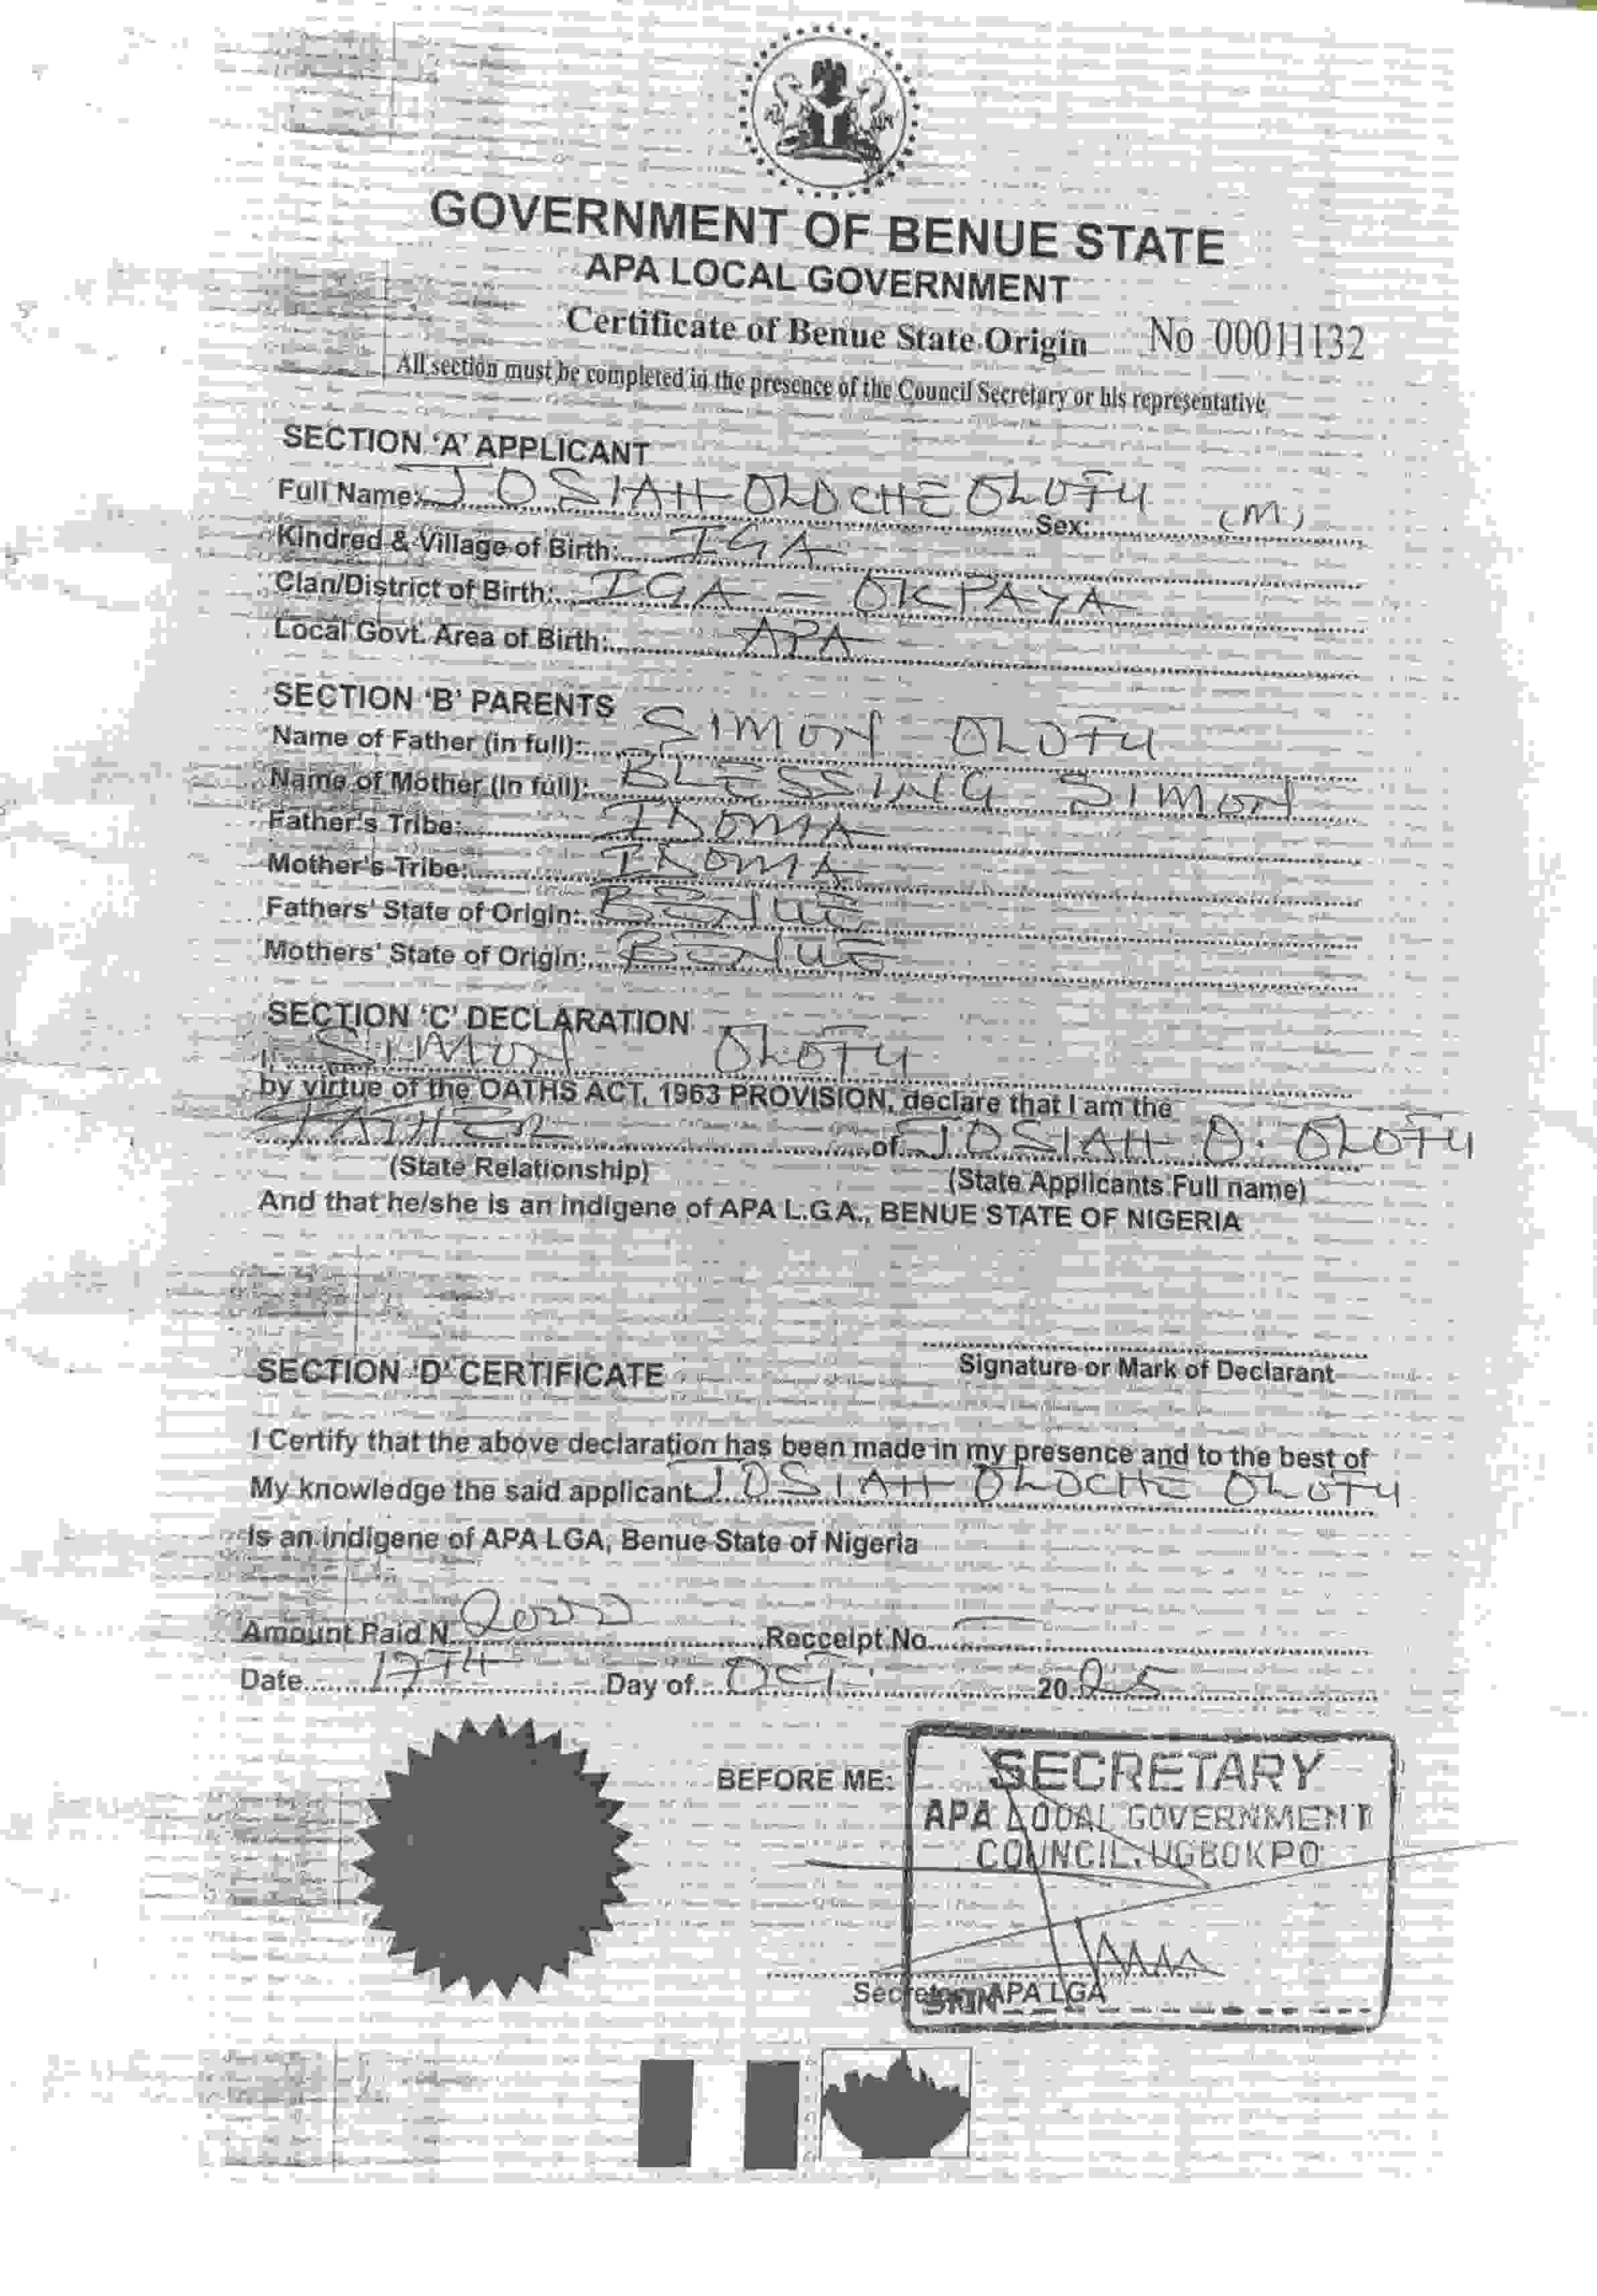 GOVERNMENT OF BENUE STATE
APA LOCAL GOVERNMENT
Certificate of Benue State Origin No 00011132
All section must be completed in the presence of the Council Secretary or his representative
SECTION 'A' APPLICANT
Full Name: JOSIAH OLOCHE OLOFU Sex: (M)
Kindred & Village of Birth: IGA
Clan/District of Birth: IGA - OKPAYA
Local Govt. Area of Birth: APA
SECTION 'B' PARENTS
Name of Father (in full): SIMON OLOFU
Name of Mother (In full): BLESSING SIMON
Father's Tribe: IDOMA
Mother's Tribe: IDOMA
Fathers' State of Origin: BENUE
Mothers' State of Origin: BENUE
SECTION 'C' DECLARATION
I, SIMON OLOFU
by virtue of the OATHS ACT, 1963 PROVISION, declare that I am the
FATHER of JOSIAH O. OLOFU
(State Relationship) (State Applicants Full name)
And that he/she is an indigene of APA L.G.A., BENUE STATE OF NIGERIA
Signature or Mark of Declarant
SECTION 'D' CERTIFICATE
I Certify that the above declaration has been made in my presence and to the best of
My knowledge the said applicant JOSIAH OLOCHE OLOFU
Is an indigene of APA LGA, Benue State of Nigeria
Amount Paid N Recceipt No
Date 17TH Day of OCT 20 25
BEFORE ME: SECRETARY
APA LOCAL GOVERNMENT
COUNCIL, UGBOKPO
Secretary APA LGA